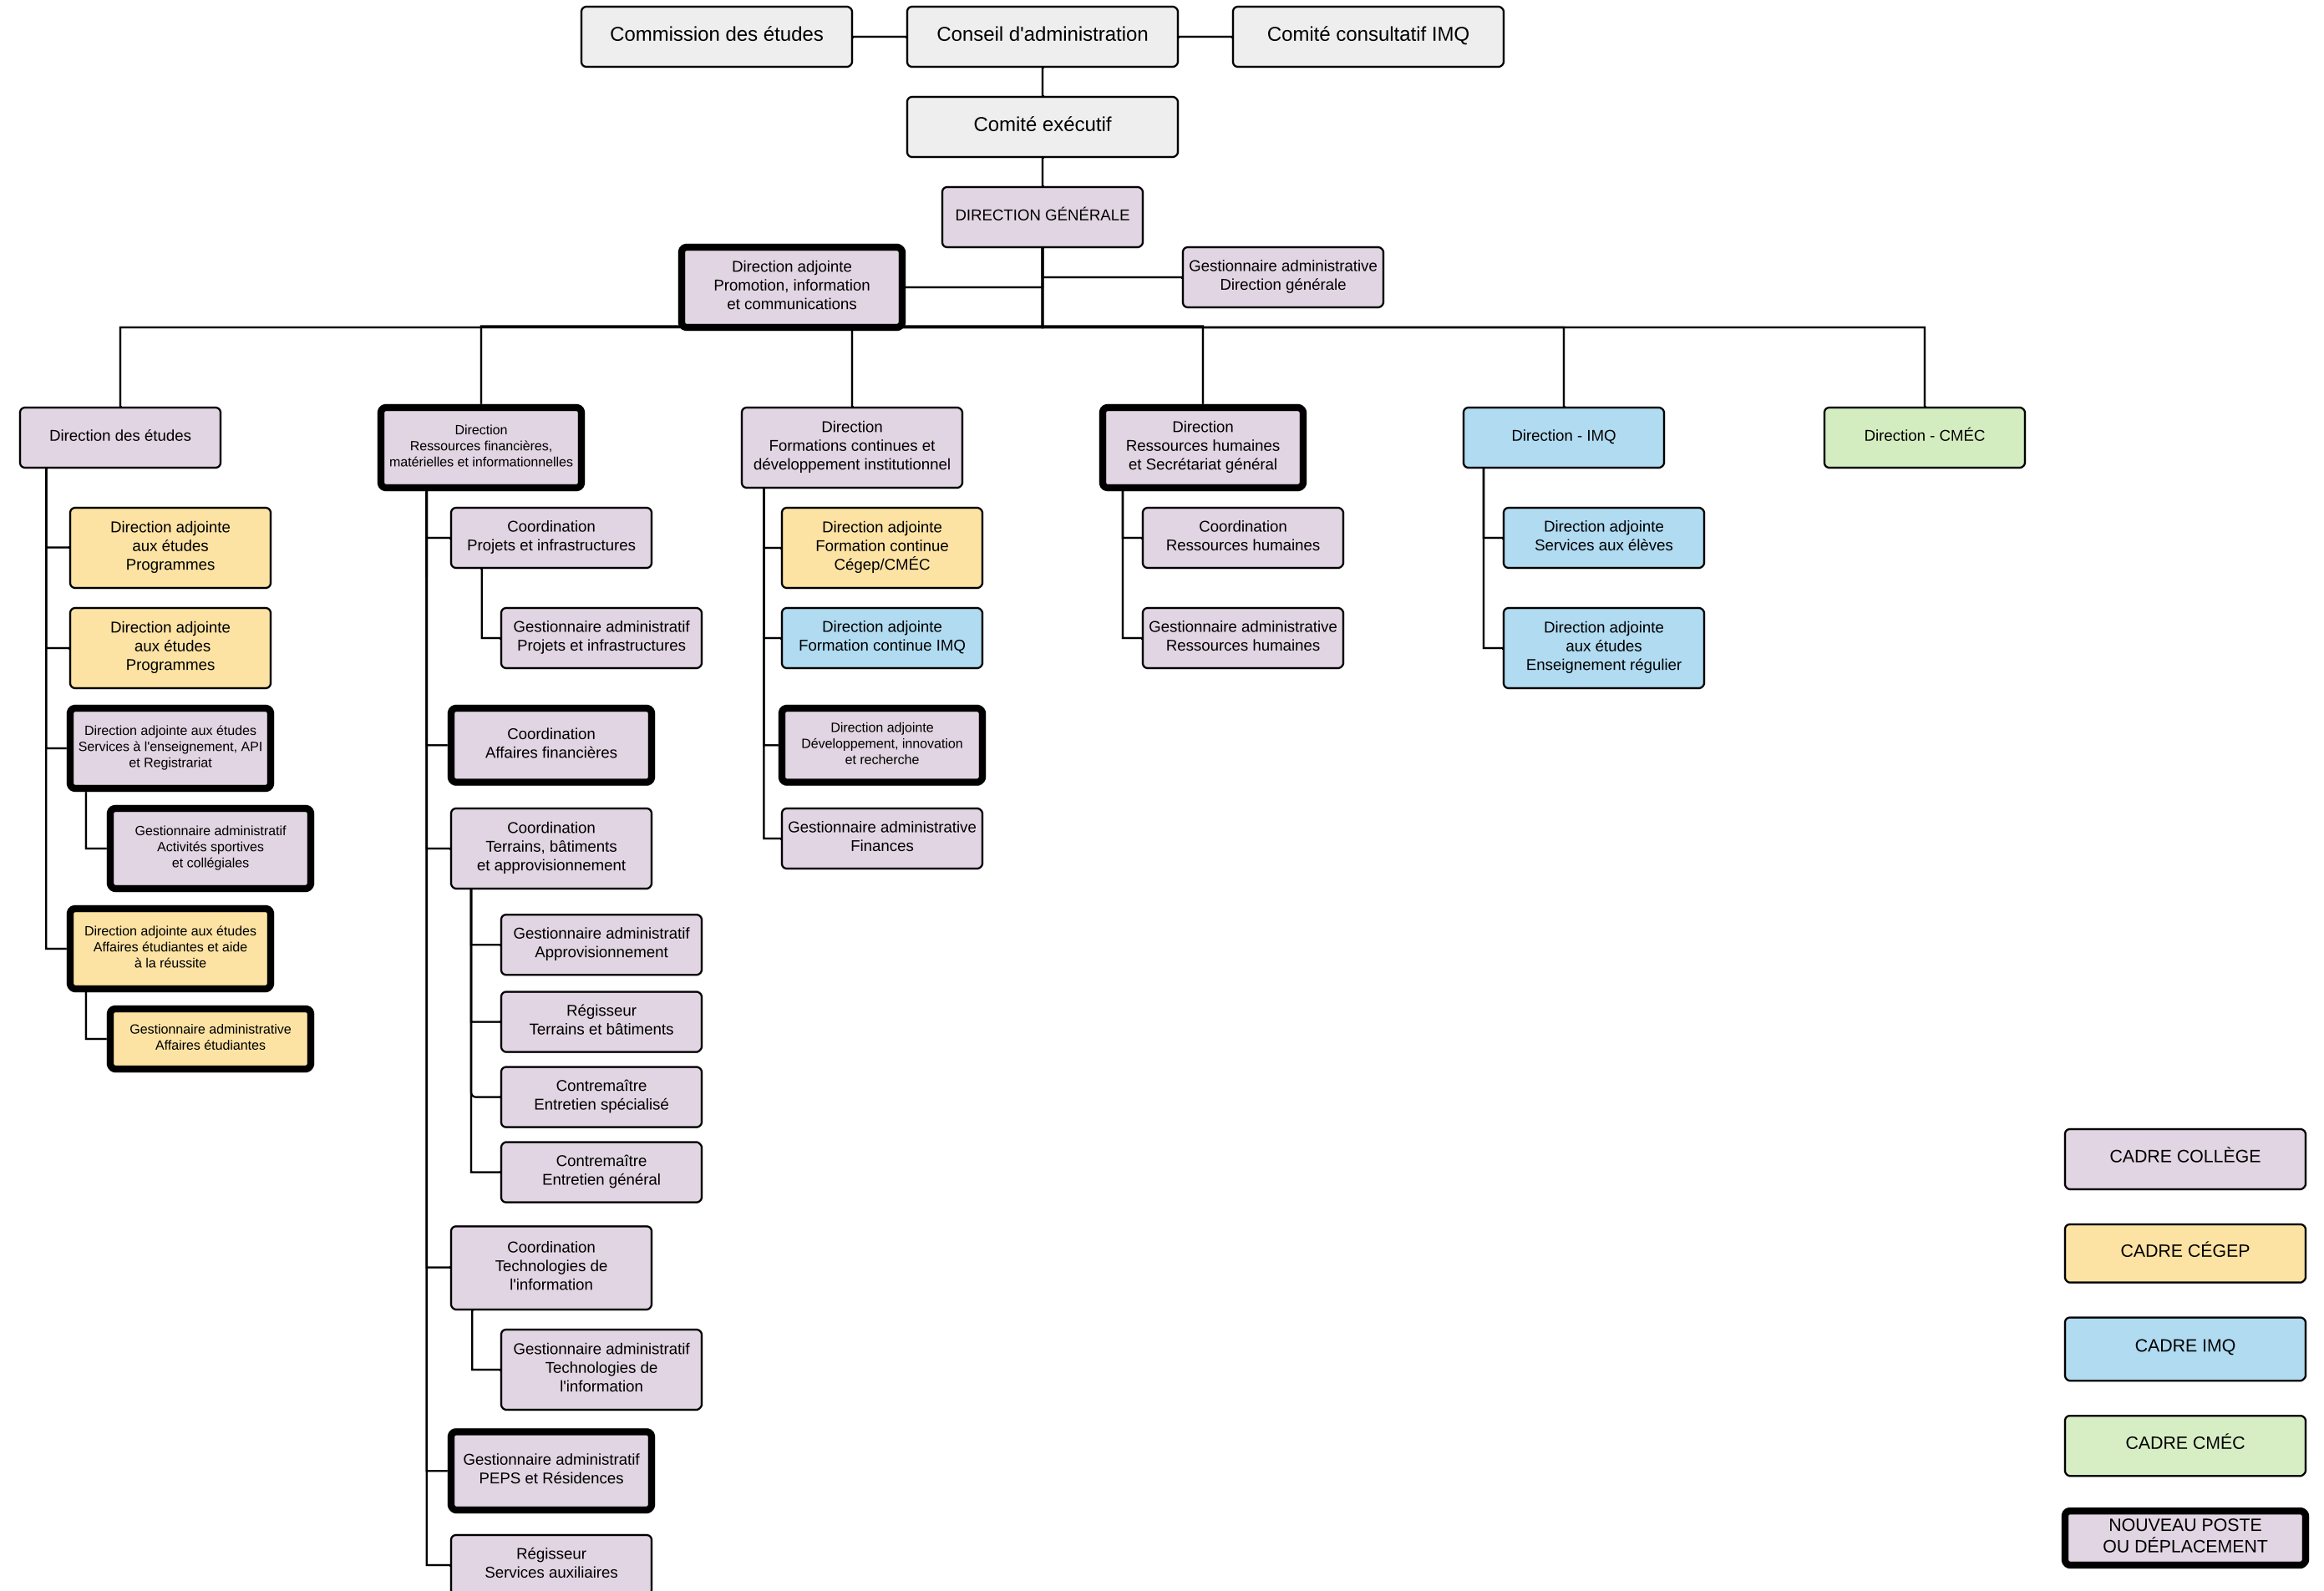 Commission des études
Conseil d'administration
Comité consultatif IMQ
Comité exécutif
DIRECTION GÉNÉRALE
Direction adjointe
Promotion, information
et communications
Gestionnaire administrative
Direction générale
Direction des études
Direction adjointe
aux études
Programmes
Direction adjointe
aux études
Programmes
Direction adjointe aux études
Services à l'enseignement, API
et Registrariat
Gestionnaire administratif
Activités sportives
et collégiales
Direction adjointe aux études
Affaires étudiantes et aide
à la réussite
Gestionnaire administrative
Affaires étudiantes
Direction
Ressources financières,
matérielles et informationnelles
Coordination
Projets et infrastructures
Gestionnaire administratif
Projets et infrastructures
Coordination
Affaires financières
Coordination
Terrains, bâtiments
et approvisionnement
Gestionnaire administratif
Approvisionnement
Régisseur
Terrains et bâtiments
Contremaître
Entretien spécialisé
Contremaître
Entretien général
Coordination
Technologies de
l'information
Gestionnaire administratif
Technologies de
l'information
Gestionnaire administratif
PEPS et Résidences
Régisseur
Services auxiliaires
Direction
Formations continues et
développement institutionnel
Direction adjointe
Formation continue
Cégep/CMÉC
Direction adjointe
Formation continue IMQ
Direction adjointe
Développement, innovation
et recherche
Gestionnaire administrative
Finances
Direction
Ressources humaines
et Secrétariat général
Coordination
Ressources humaines
Gestionnaire administrative
Ressources humaines
Direction - IMQ
Direction adjointe
Services aux élèves
Direction adjointe
aux études
Enseignement régulier
Direction - CMÉC
CADRE COLLÈGE
CADRE CÉGEP
CADRE IMQ
CADRE CMÉC
NOUVEAU POSTE
OU DÉPLACEMENT